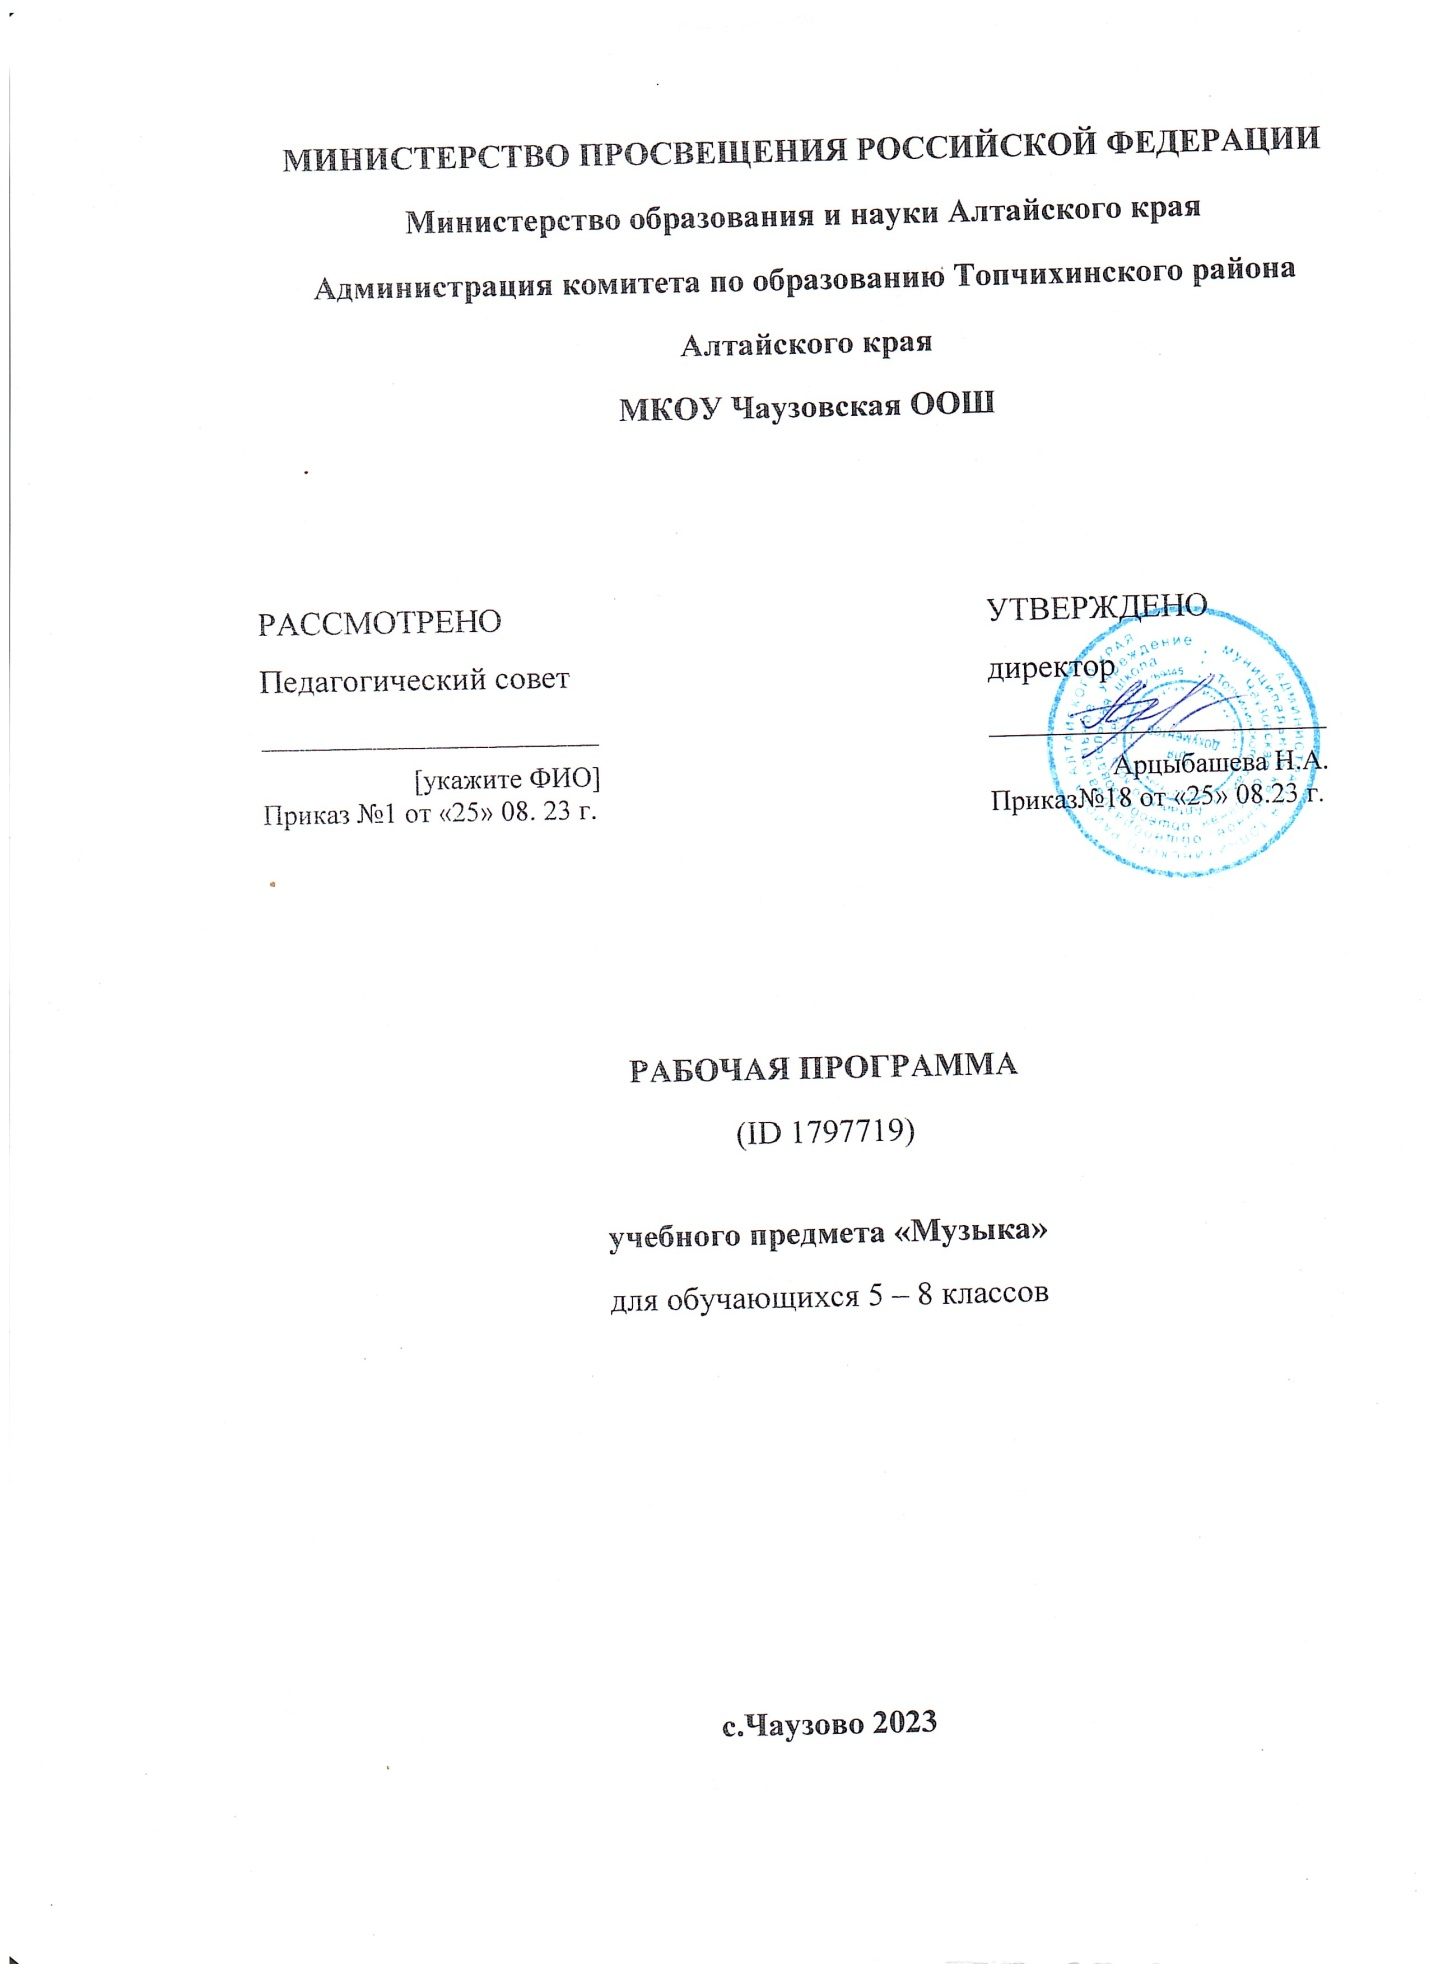 МИНИСТЕРСТВО ПРОСВЕЩЕНИЯ РОССИЙСКОЙ ФЕДЕРАЦИИ
Министерство образования и науки Алтайского края
Администрация комитета по образованию Топчихинского района
Алтайского края
МКОУ Чаузовская ООШ
РАССМОТРЕНО
Педагогический совет
[укажите ФИО]
Приказ №1 от «25» 08. 23 г.
УТВЕРЖДЕНО
директор
Арцыбашева Н.А.
Приказ№18 от «25» 08.23 г.
РАБОЧАЯ ПРОГРАММА
(ID 1797719)
учебного предмета «Музыка»
для обучающихся 5 – 8 классов
с.Чаузово 2023